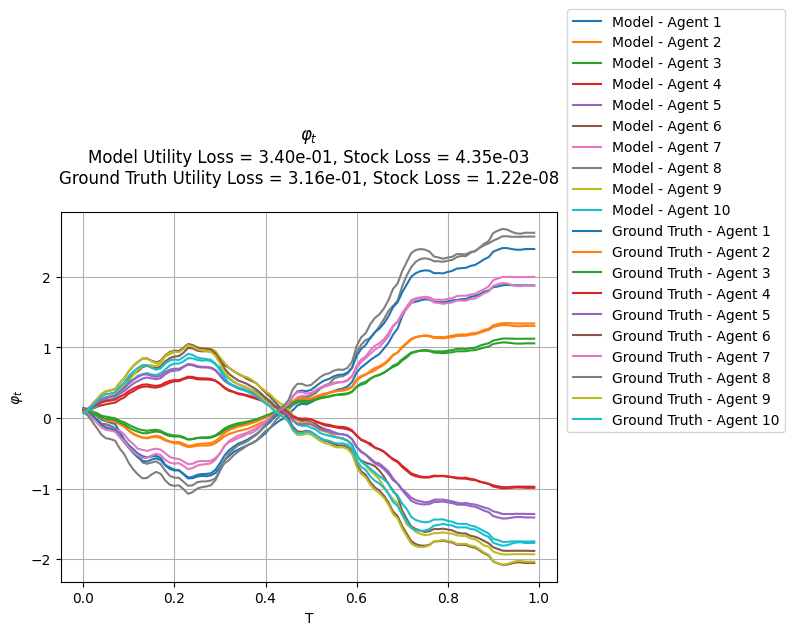 φt
Model Utility Loss = 3.40e-01, Stock Loss = 4.35e-03
Ground Truth Utility Loss = 3.16e-01, Stock Loss = 1.22e-08
φt
2
1
0
−1
−2
0.0
0.2
0.4
0.6
0.8
1.0
T
Model - Agent 1
Model - Agent 2
Model - Agent 3
Model - Agent 4
Model - Agent 5
Model - Agent 6
Model - Agent 7
Model - Agent 8
Model - Agent 9
Model - Agent 10
Ground Truth - Agent 1
Ground Truth - Agent 2
Ground Truth - Agent 3
Ground Truth - Agent 4
Ground Truth - Agent 5
Ground Truth - Agent 6
Ground Truth - Agent 7
Ground Truth - Agent 8
Ground Truth - Agent 9
Ground Truth - Agent 10